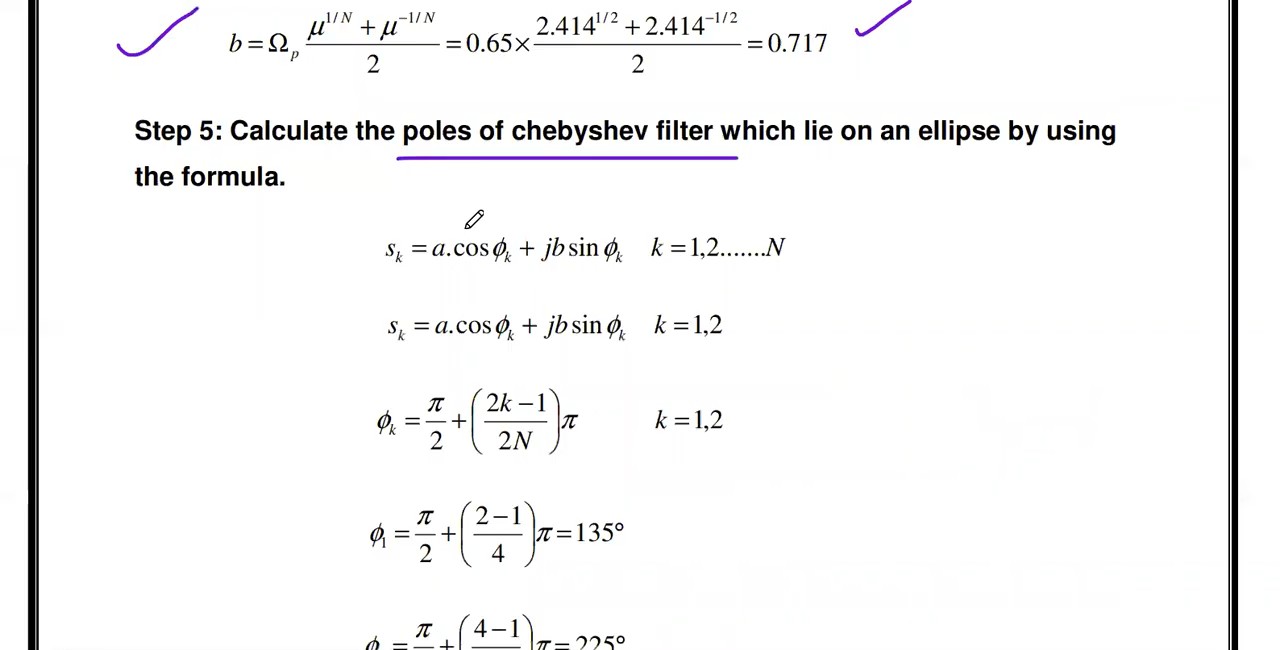 b = Ω_p (μ^{1/N} + μ^{-1/N}) / 2 = 0.65 × (2.414^{1/2} + 2.414^{-1/2}) / 2 = 0.717
Step 5: Calculate the poles of chebyshev filter which lie on an ellipse by using
the formula.
s_k = a.cos ϕ_k + jb sin ϕ_k k = 1,2.......N
s_k = a.cos ϕ_k + jb sin ϕ_k k = 1,2
ϕ_k = π/2 + ((2k − 1)/2N) π k = 1,2
ϕ_1 = π/2 + ((2 − 1)/4) π = 135°
ϕ = π + (4 − 1) π = 225°